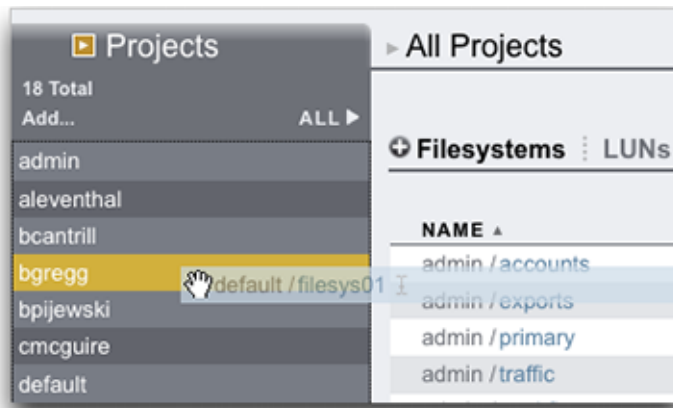 Projects
18 Total
Add...
ALL
admin
aleventhal
bcantrill
bgregg
bpijewski
cmcguire
default
All Projects
Filesystems
LUNs
NAME
admin / accounts
default / filesys01
admin / exports
admin / primary
admin / traffic